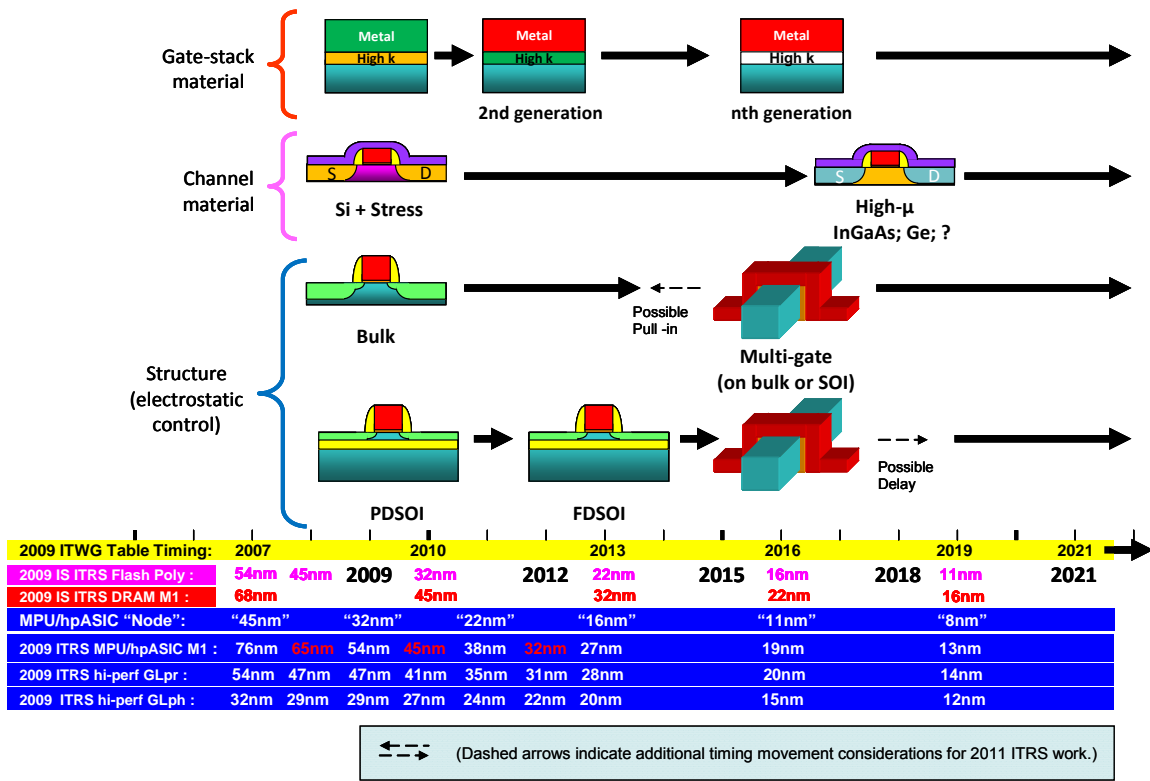 Gate-stack
material
Metal
High k
Metal
High k
2nd generation
Metal
High k
nth generation
Channel
material
S D
Si + Stress
S D
High-μ
InGaAs; Ge; ?
Structure
(electrostatic
control)
Bulk
Possible
Pull -in
Multi-gate
(on bulk or SOI)
Possible
Delay
PDSOI
FDSOI
2009 ITWG Table Timing: 2007 2010 2013 2016 2019 2021
2009 IS ITRS Flash Poly : 54nm 45nm 2009 32nm 2012 22nm 2015 16nm 2018 11nm 2021
2009 IS ITRS DRAM M1 : 68nm 45nm 32nm 22nm 16nm
MPU/hpASIC “Node”: “45nm” “32nm” “22nm” “16nm” “11nm” “8nm”
2009 ITRS MPU/hpASIC M1 : 76nm 65nm 54nm 45nm 38nm 32nm 27nm 19nm 13nm
2009 ITRS hi-perf GLpr : 54nm 47nm 47nm 41nm 35nm 31nm 28nm 20nm 14nm
2009 ITRS hi-perf GLph : 32nm 29nm 29nm 27nm 24nm 22nm 20nm 15nm 12nm
(Dashed arrows indicate additional timing movement considerations for 2011 ITRS work.)